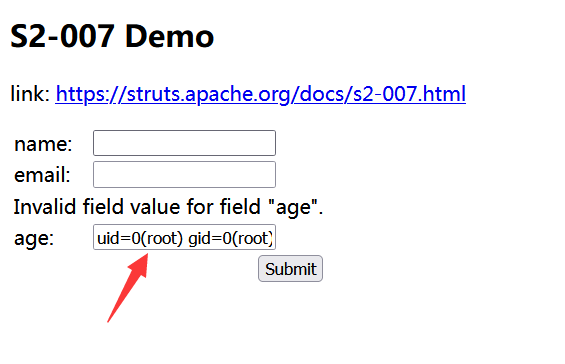 S2-007 Demo
link: https://struts.apache.org/docs/s2-007.html
name:
email:
Invalid field value for field "age".
age: uid=0(root) gid=0(root)
Submit